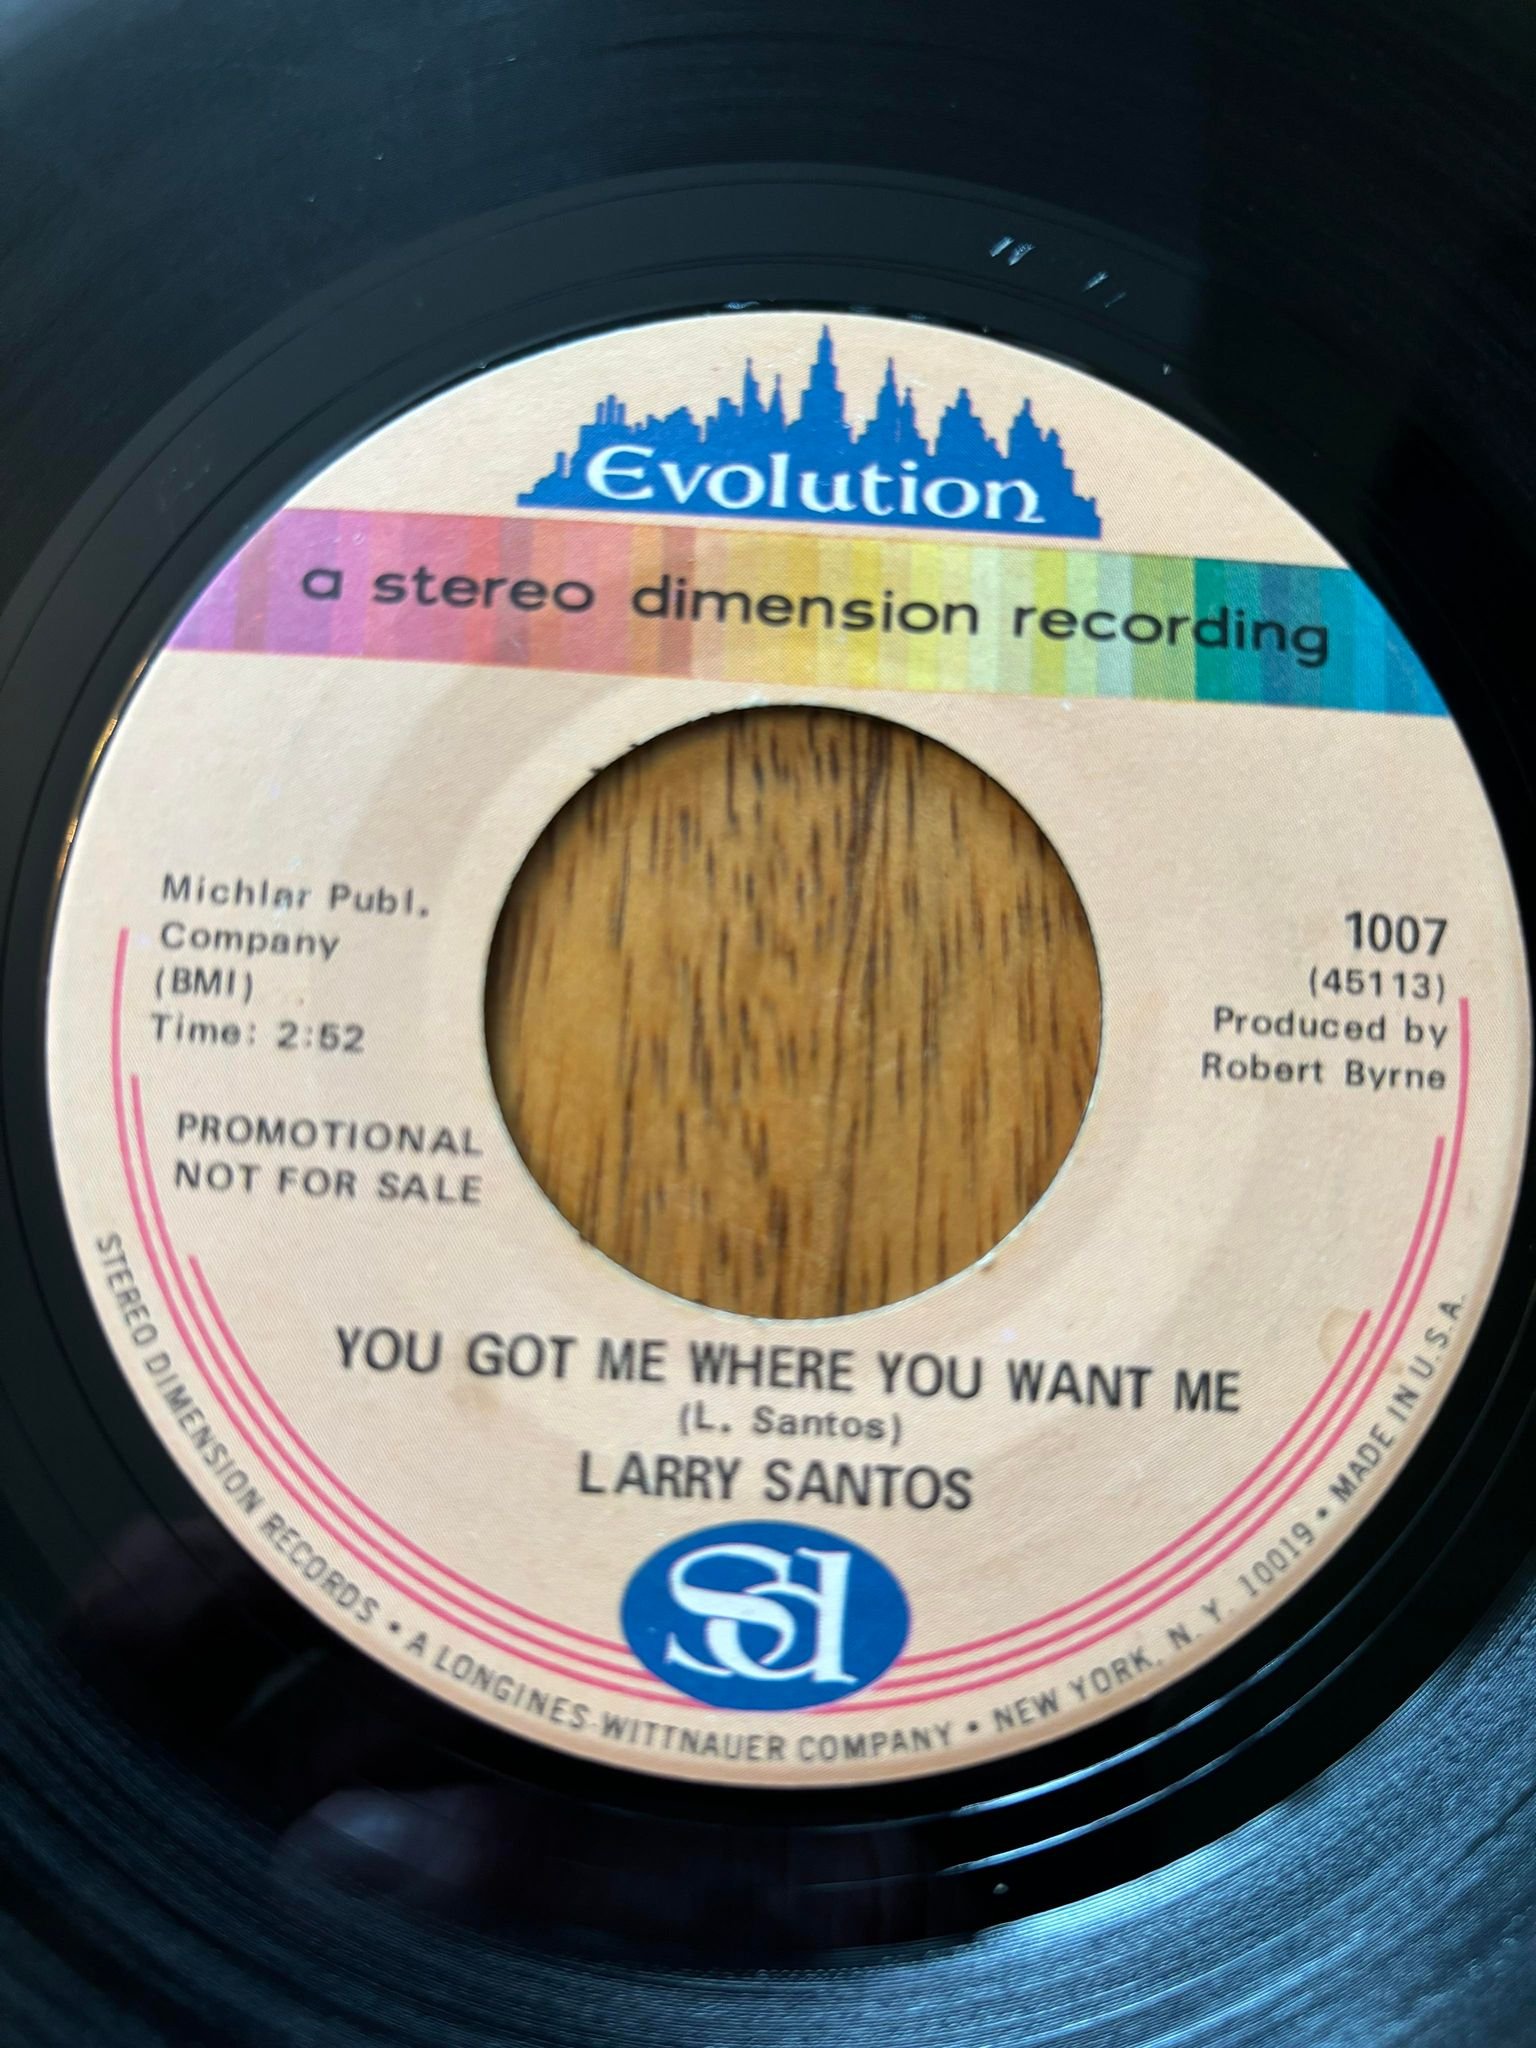 Evolution
a stereo dimension recording
Michlar Publ.
Company
(BMI)
Time: 2:52
PROMOTIONAL
NOT FOR SALE
1007
(45113)
Produced by
Robert Byrne
YOU GOT ME WHERE YOU WANT ME
(L. Santos)
LARRY SANTOS
Sd
STEREO DIMENSION RECORDS • A LONGINES-WITTNAUER COMPANY • NEW YORK, N. Y. 10019 • MADE IN U.S.A.